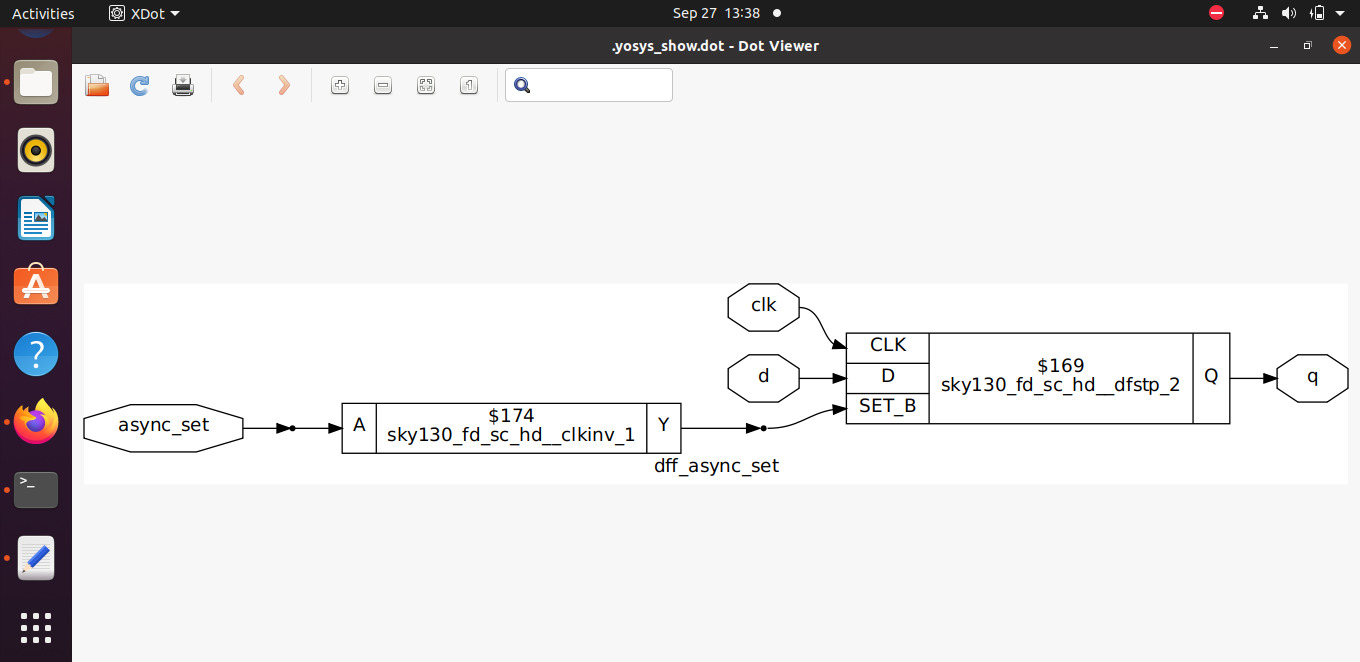 Activities
XDot
Sep 27 13:38
.yosys_show.dot - Dot Viewer
1
clk
d
async_set
A
$174
sky130_fd_sc_hd__clkinv_1
Y
dff_async_set
CLK
D
SET_B
$169
sky130_fd_sc_hd__dfstp_2
Q
q
A
?
>_